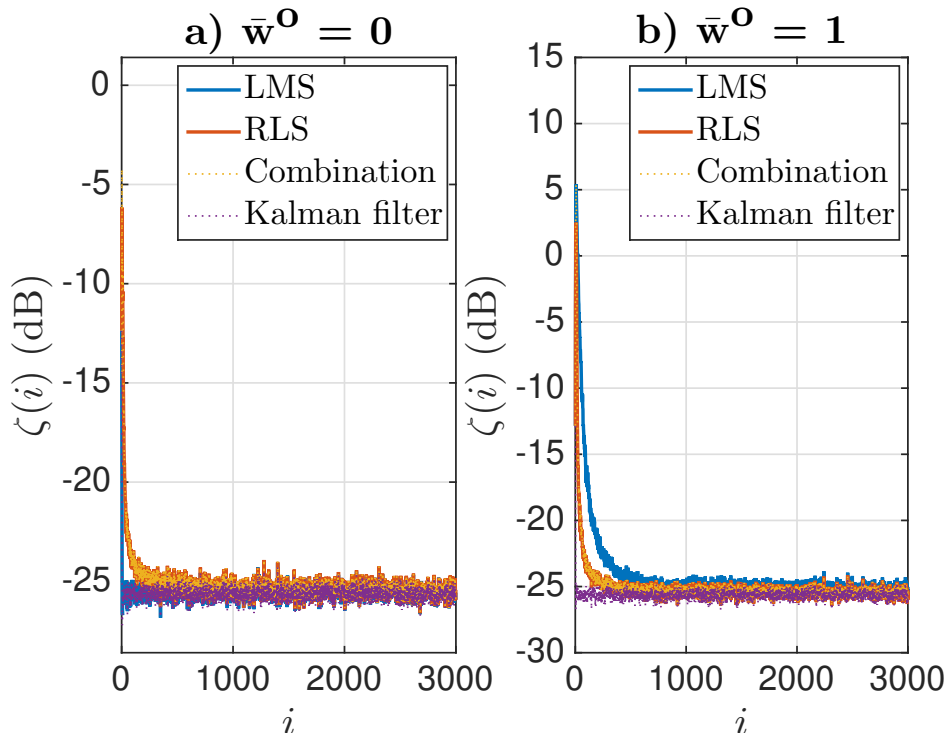 a) w̄ᵒ = 0
0
-5
-10
-15
-20
-25
ζ(i) (dB)
LMS
RLS
Combination
Kalman filter
0 1000 2000 3000
i
b) w̄ᵒ = 1
15
10
5
0
-5
-10
-15
-20
-25
-30
ζ(i) (dB)
LMS
RLS
Combination
Kalman filter
0 1000 2000 3000
i